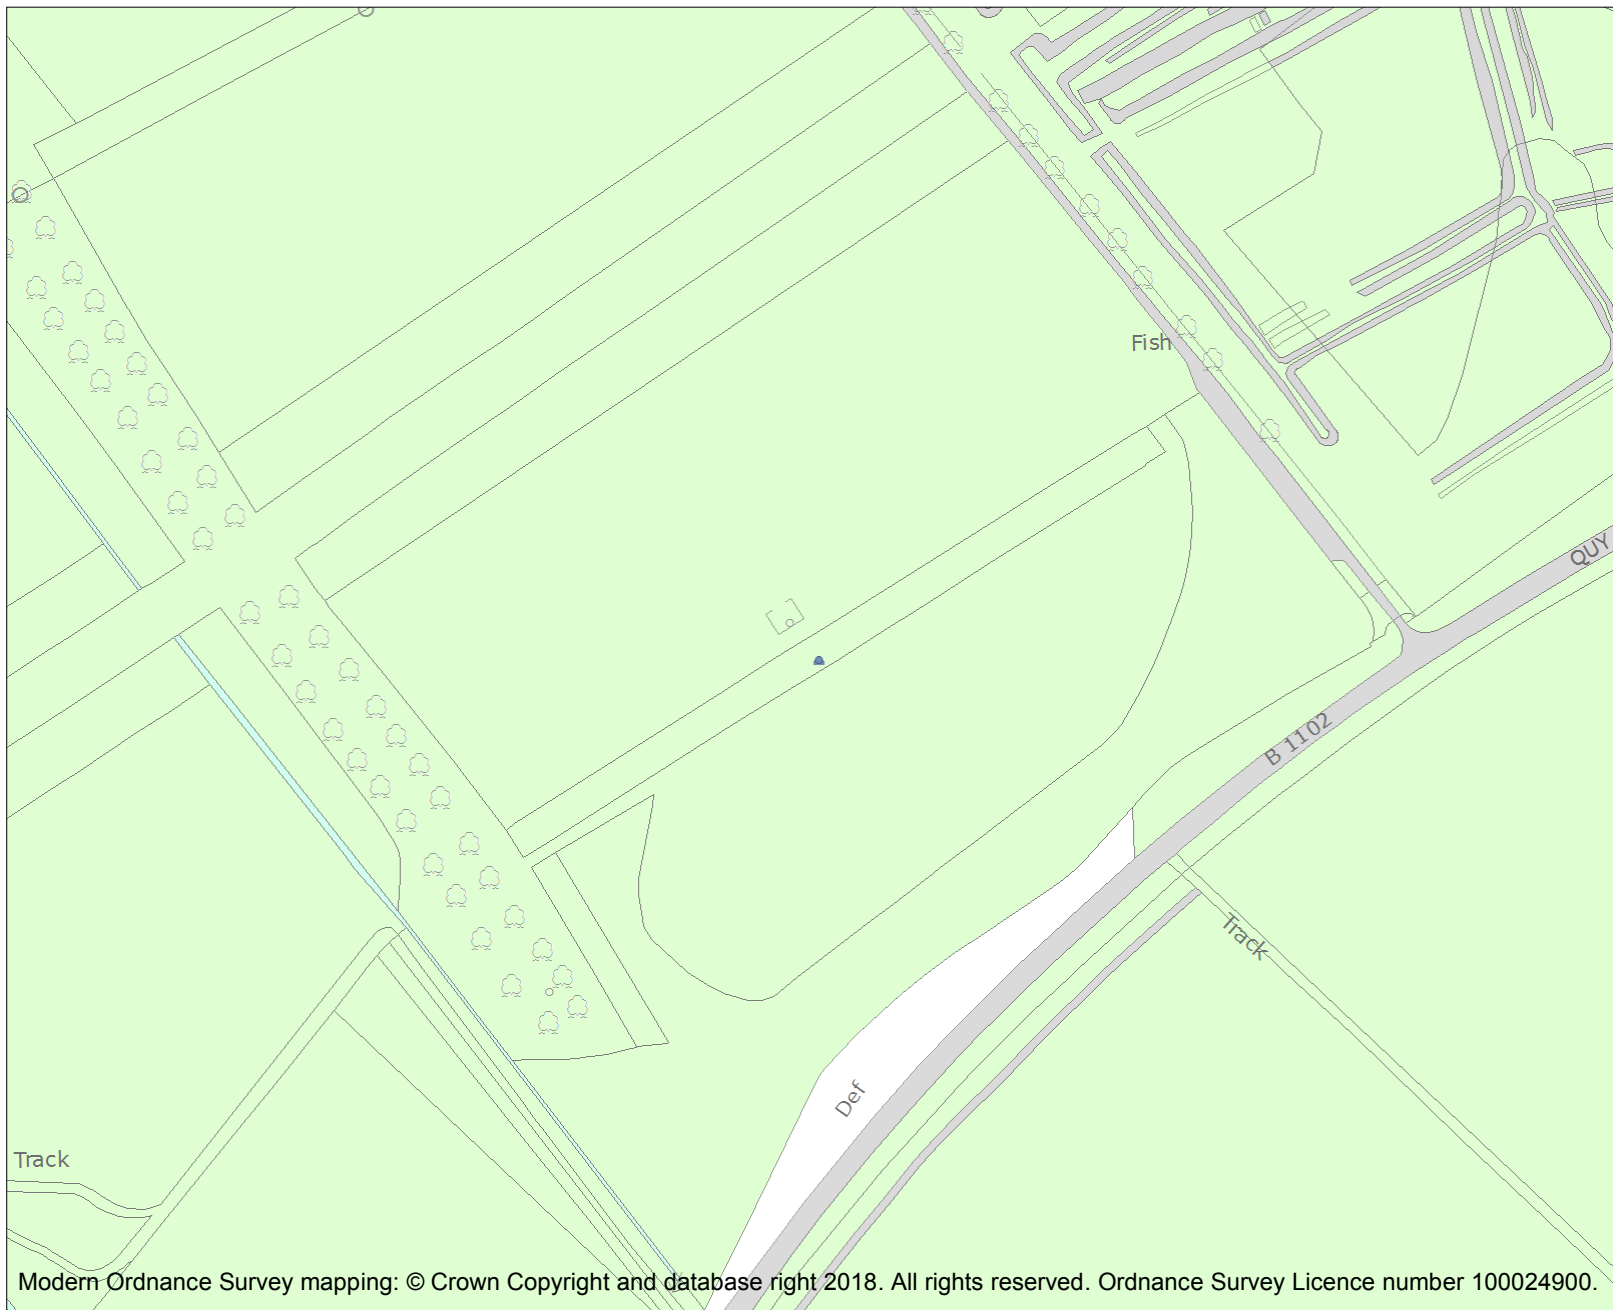 Fish
QUY
B 1102
Track
Def
Track
Modern Ordnance Survey mapping: © Crown Copyright and database right 2018. All rights reserved. Ordnance Survey Licence number 100024900.